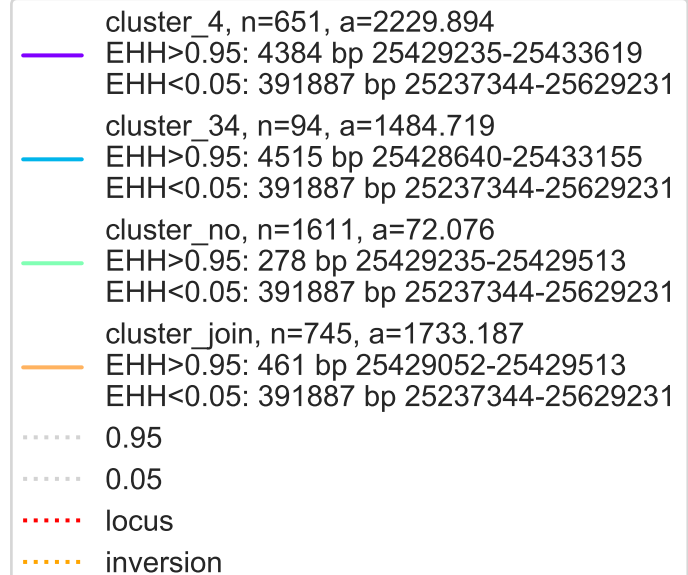 cluster_4, n=651, a=2229.894
EHH>0.95: 4384 bp 25429235-25433619
EHH<0.05: 391887 bp 25237344-25629231
cluster_34, n=94, a=1484.719
EHH>0.95: 4515 bp 25428640-25433155
EHH<0.05: 391887 bp 25237344-25629231
cluster_no, n=1611, a=72.076
EHH>0.95: 278 bp 25429235-25429513
EHH<0.05: 391887 bp 25237344-25629231
cluster_join, n=745, a=1733.187
EHH>0.95: 461 bp 25429052-25429513
EHH<0.05: 391887 bp 25237344-25629231
0.95
0.05
locus
inversion